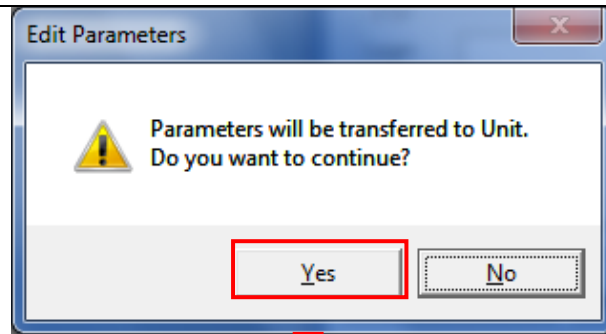 Edit Parameters
Parameters will be transferred to Unit.
Do you want to continue?
Yes
No